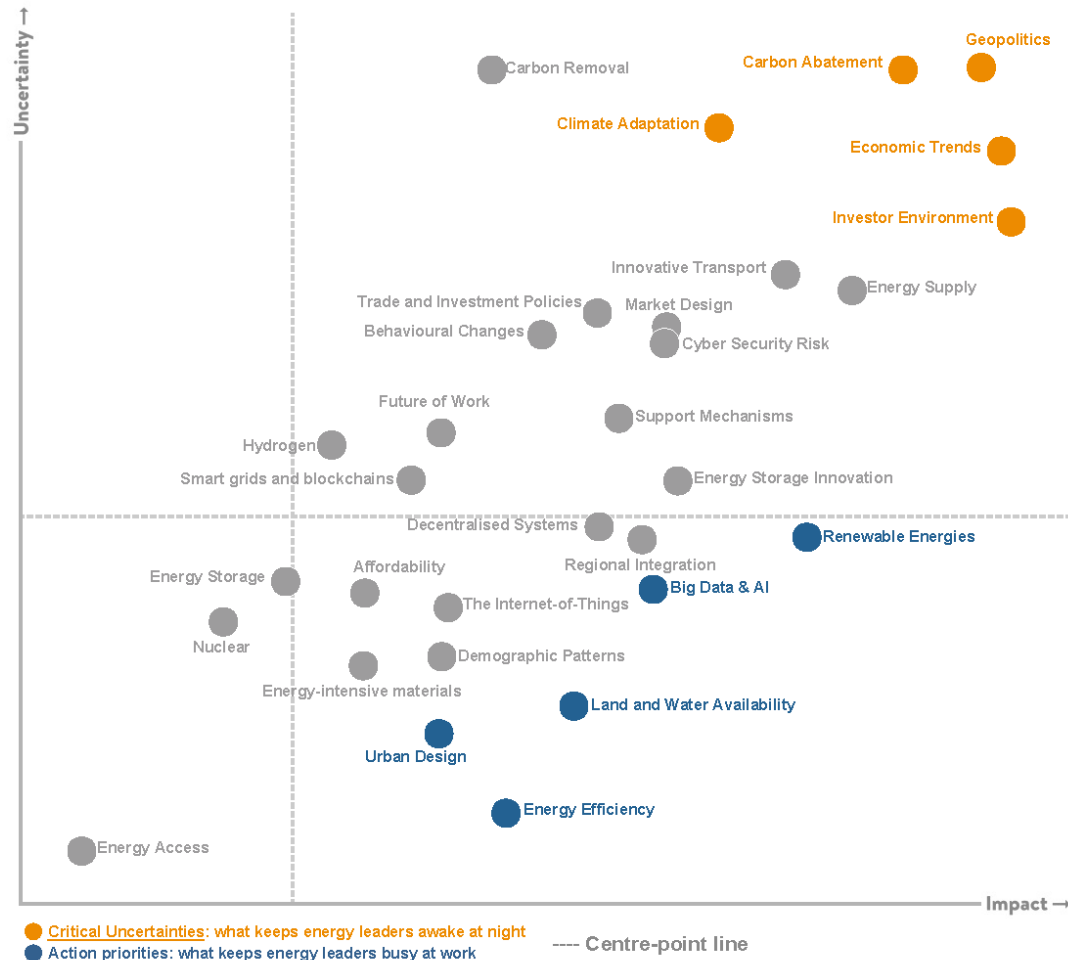 Uncertainty →
Geopolitics
Carbon Abatement
Carbon Removal
Climate Adaptation
Economic Trends
Investor Environment
Innovative Transport
Energy Supply
Trade and Investment Policies
Market Design
Behavioural Changes
Cyber Security Risk
Future of Work
Support Mechanisms
Hydrogen
Smart grids and blockchains
Energy Storage Innovation
Decentralised Systems
Renewable Energies
Regional Integration
Affordability
Energy Storage
Big Data & AI
The Internet-of-Things
Nuclear
Demographic Patterns
Energy-intensive materials
Land and Water Availability
Urban Design
Energy Efficiency
Energy Access
Impact →
Critical Uncertainties: what keeps energy leaders awake at night
---- Centre-point line
Action priorities: what keeps energy leaders busy at work